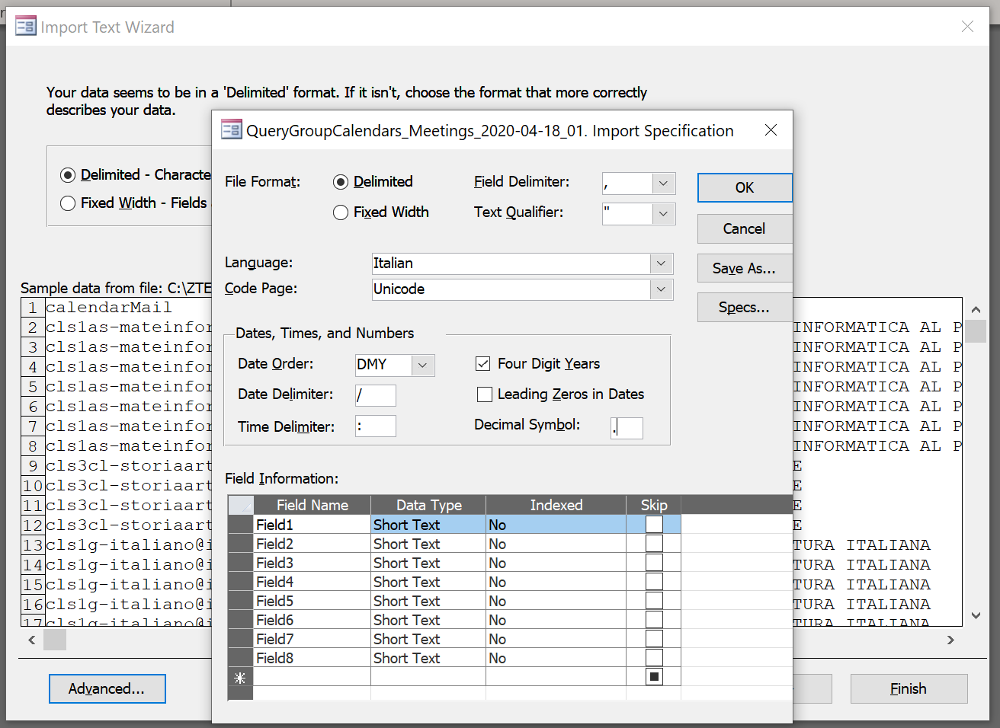 Import Text Wizard
Your data seems to be in a 'Delimited' format. If it isn't, choose the format that more correctly
describes your data.
Delimited - Characte
Fixed Width - Fields
Sample data from file: C:\ZTE
1 calendarMail
2 cls1as-mateinfor INFORMATICA AL P
3 cls1as-mateinfor INFORMATICA AL P
4 cls1as-mateinfor INFORMATICA AL P
5 cls1as-mateinfor INFORMATICA AL P
6 cls1as-mateinfor INFORMATICA AL P
7 cls1as-mateinfor INFORMATICA AL P
8 cls1as-mateinfor INFORMATICA AL P
9 cls3cl-storiaart E
10 cls3cl-storiaart E
11 cls3cl-storiaart E
12 cls3cl-storiaart E
13 cls1g-italiano@i TURA ITALIANA
14 cls1g-italiano@i TURA ITALIANA
15 cls1g-italiano@i TURA ITALIANA
16 cls1g-italiano@i TURA ITALIANA
17 cls1g-italiano@i TURA ITALIANA
Advanced...
Finish
QueryGroupCalendars_Meetings_2020-04-18_01. Import Specification
File Format: Delimited Field Delimiter: , OK
Fixed Width Text Qualifier: "
Cancel
Language: Italian Save As...
Code Page: Unicode
Specs...
Dates, Times, and Numbers
Date Order: DMY Four Digit Years
Date Delimiter: / Leading Zeros in Dates
Time Delimiter: : Decimal Symbol: .
Field Information:
Field Name Data Type Indexed Skip
Field1 Short Text No
Field2 Short Text No
Field3 Short Text No
Field4 Short Text No
Field5 Short Text No
Field6 Short Text No
Field7 Short Text No
Field8 Short Text No